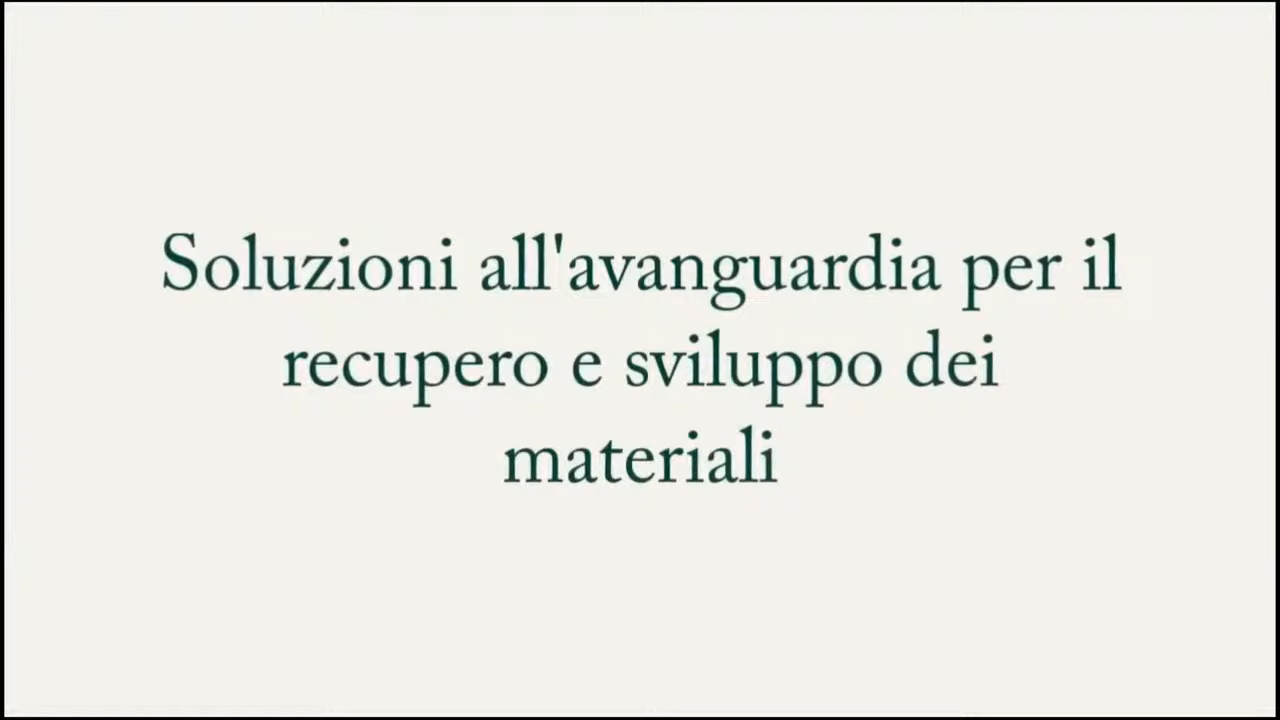 Soluzioni all'avanguardia per il
recupero e sviluppo dei
materiali